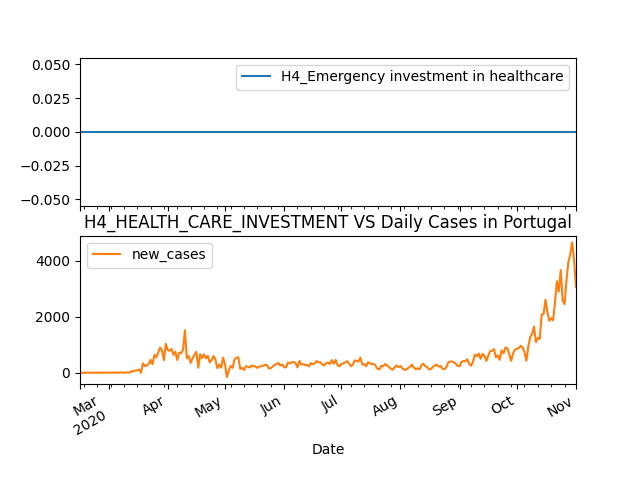 0.050
0.025
0.000
−0.025
−0.050
H4_Emergency investment in healthcare
H4_HEALTH_CARE_INVESTMENT VS Daily Cases in Portugal
4000
2000
0
new_cases
Mar
2020
Apr
May
Jun
Jul
Aug
Sep
Oct
Nov
Date